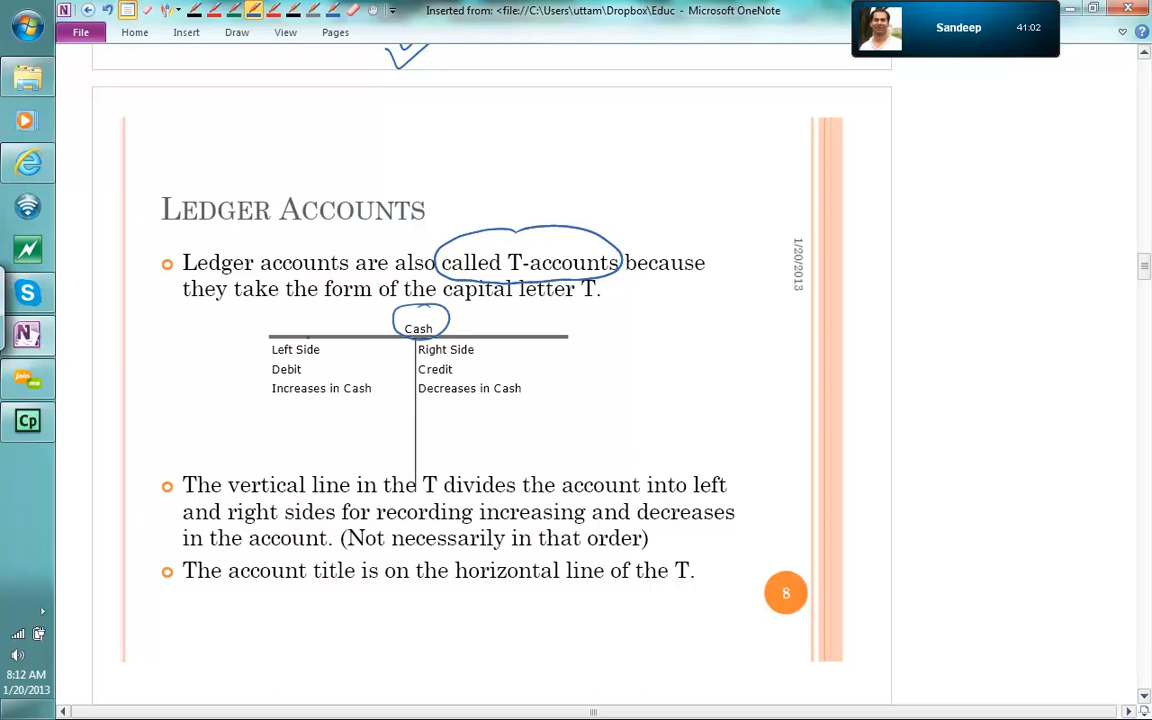 Inserted from: <file://C:\Users\uttam\Dropbox\Educ - Microsoft OneNote
File Home Insert Draw View Pages
Sandeep 41:02
LEDGER ACCOUNTS
Ledger accounts are also called T-accounts because
they take the form of the capital letter T.
Cash
Left Side Right Side
Debit Credit
Increases in Cash Decreases in Cash
The vertical line in the T divides the account into left
and right sides for recording increasing and decreases
in the account. (Not necessarily in that order)
The account title is on the horizontal line of the T.
1/20/2013
8
join me
Cp
8:12 AM
1/20/2013